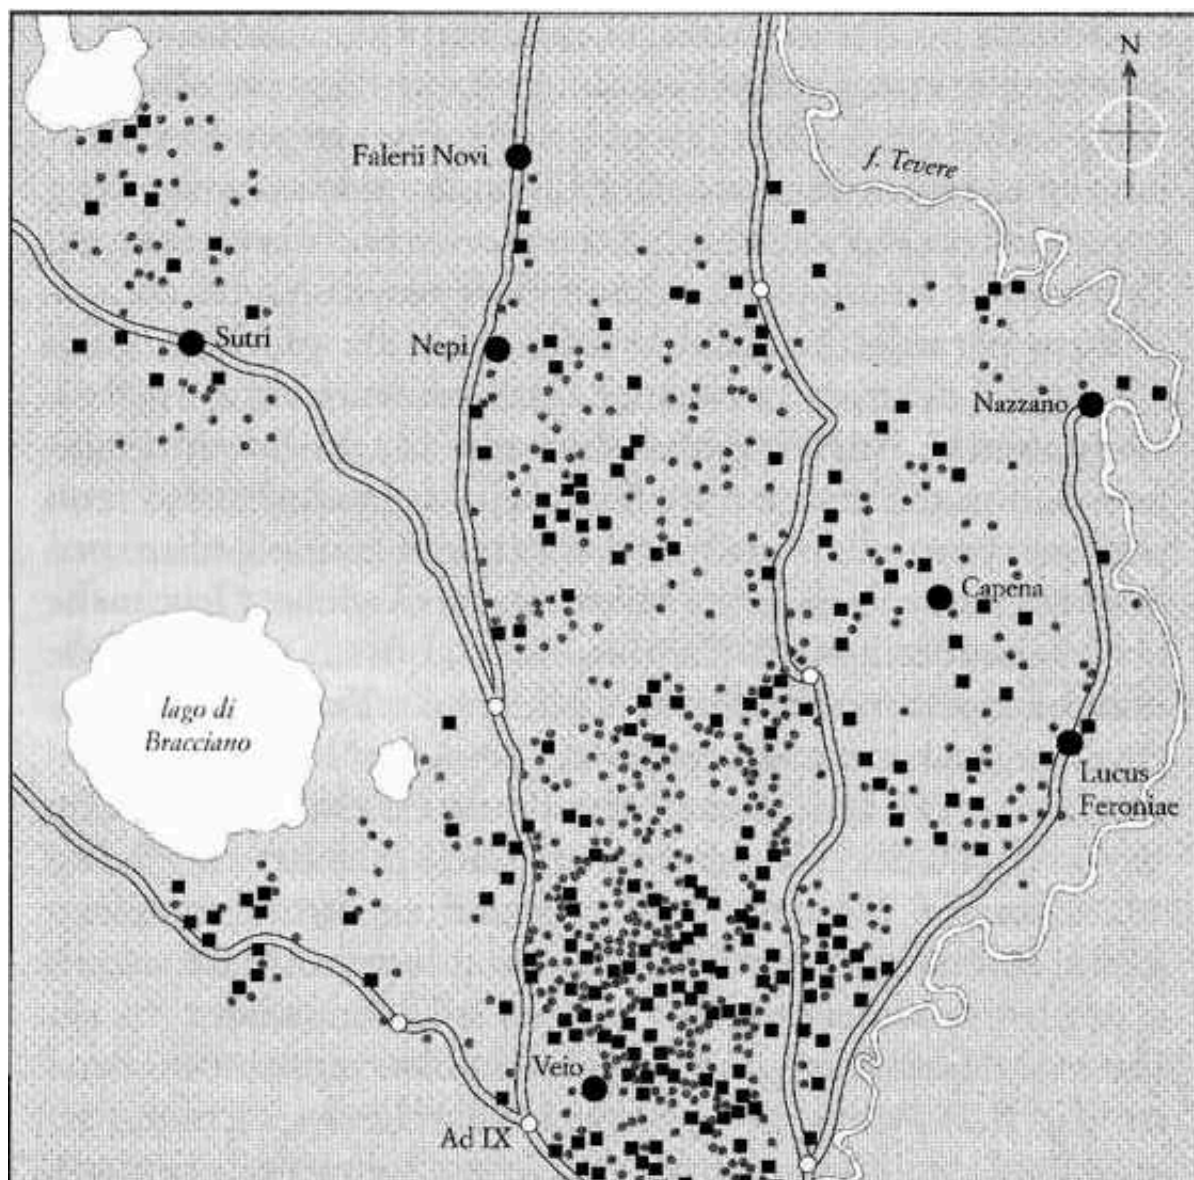 N
Falerii Novi
f. Tevere
Sutri
Nepi
Nazzano
Capena
lago di
Bracciano
Lucus
Feroniae
Veio
Ad IX